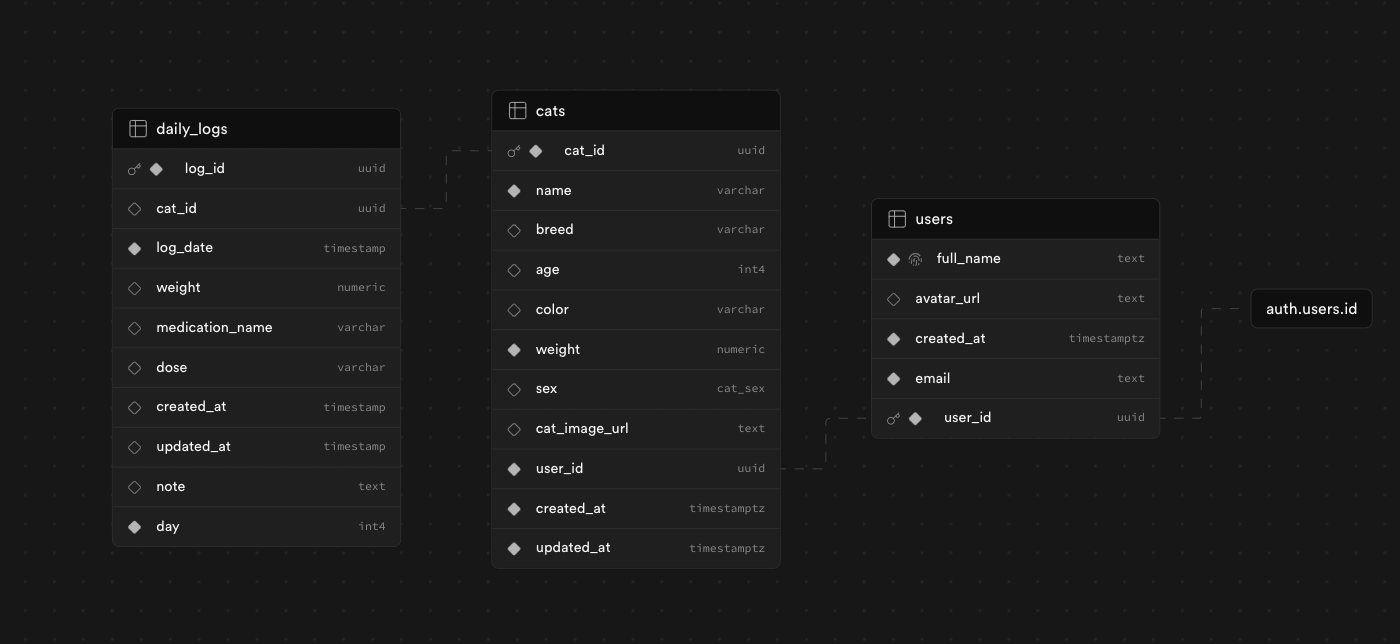 daily_logs
log_id uuid
cat_id uuid
log_date timestamp
weight numeric
medication_name varchar
dose varchar
created_at timestamp
updated_at timestamp
note text
day int4
cats
cat_id uuid
name varchar
breed varchar
age int4
color varchar
weight numeric
sex cat_sex
cat_image_url text
user_id uuid
created_at timestamptz
updated_at timestamptz
users
full_name text
avatar_url text
created_at timestamptz
email text
user_id uuid
auth.users.id